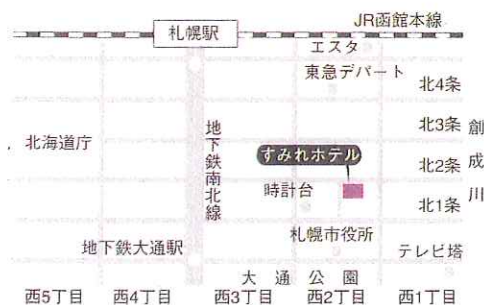 JR函館本線
札幌駅
エスタ
東急デパート
北4条
北3条
北海道庁
地下鉄南北線
すみれホテル
創成川
北2条
時計台
北1条
札幌市役所
地下鉄大通駅
テレビ塔
大通公園
西5丁目 西4丁目 西3丁目 西2丁目 西1丁目